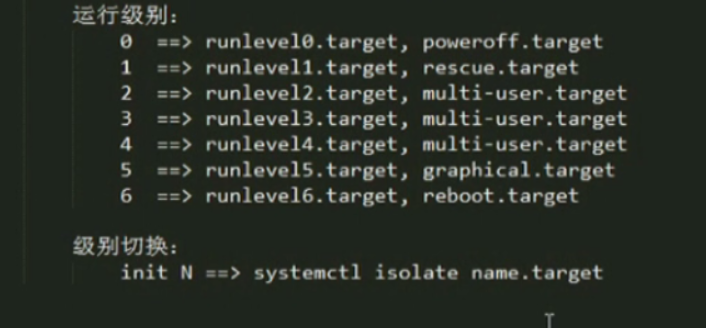 运行级别：
0 ==> runlevel0.target, poweroff.target
1 ==> runlevel1.target, rescue.target
2 ==> runlevel2.target, multi-user.target
3 ==> runlevel3.target, multi-user.target
4 ==> runlevel4.target, multi-user.target
5 ==> runlevel5.target, graphical.target
6 ==> runlevel6.target, reboot.target
级别切换：
init N ==> systemctl isolate name.target